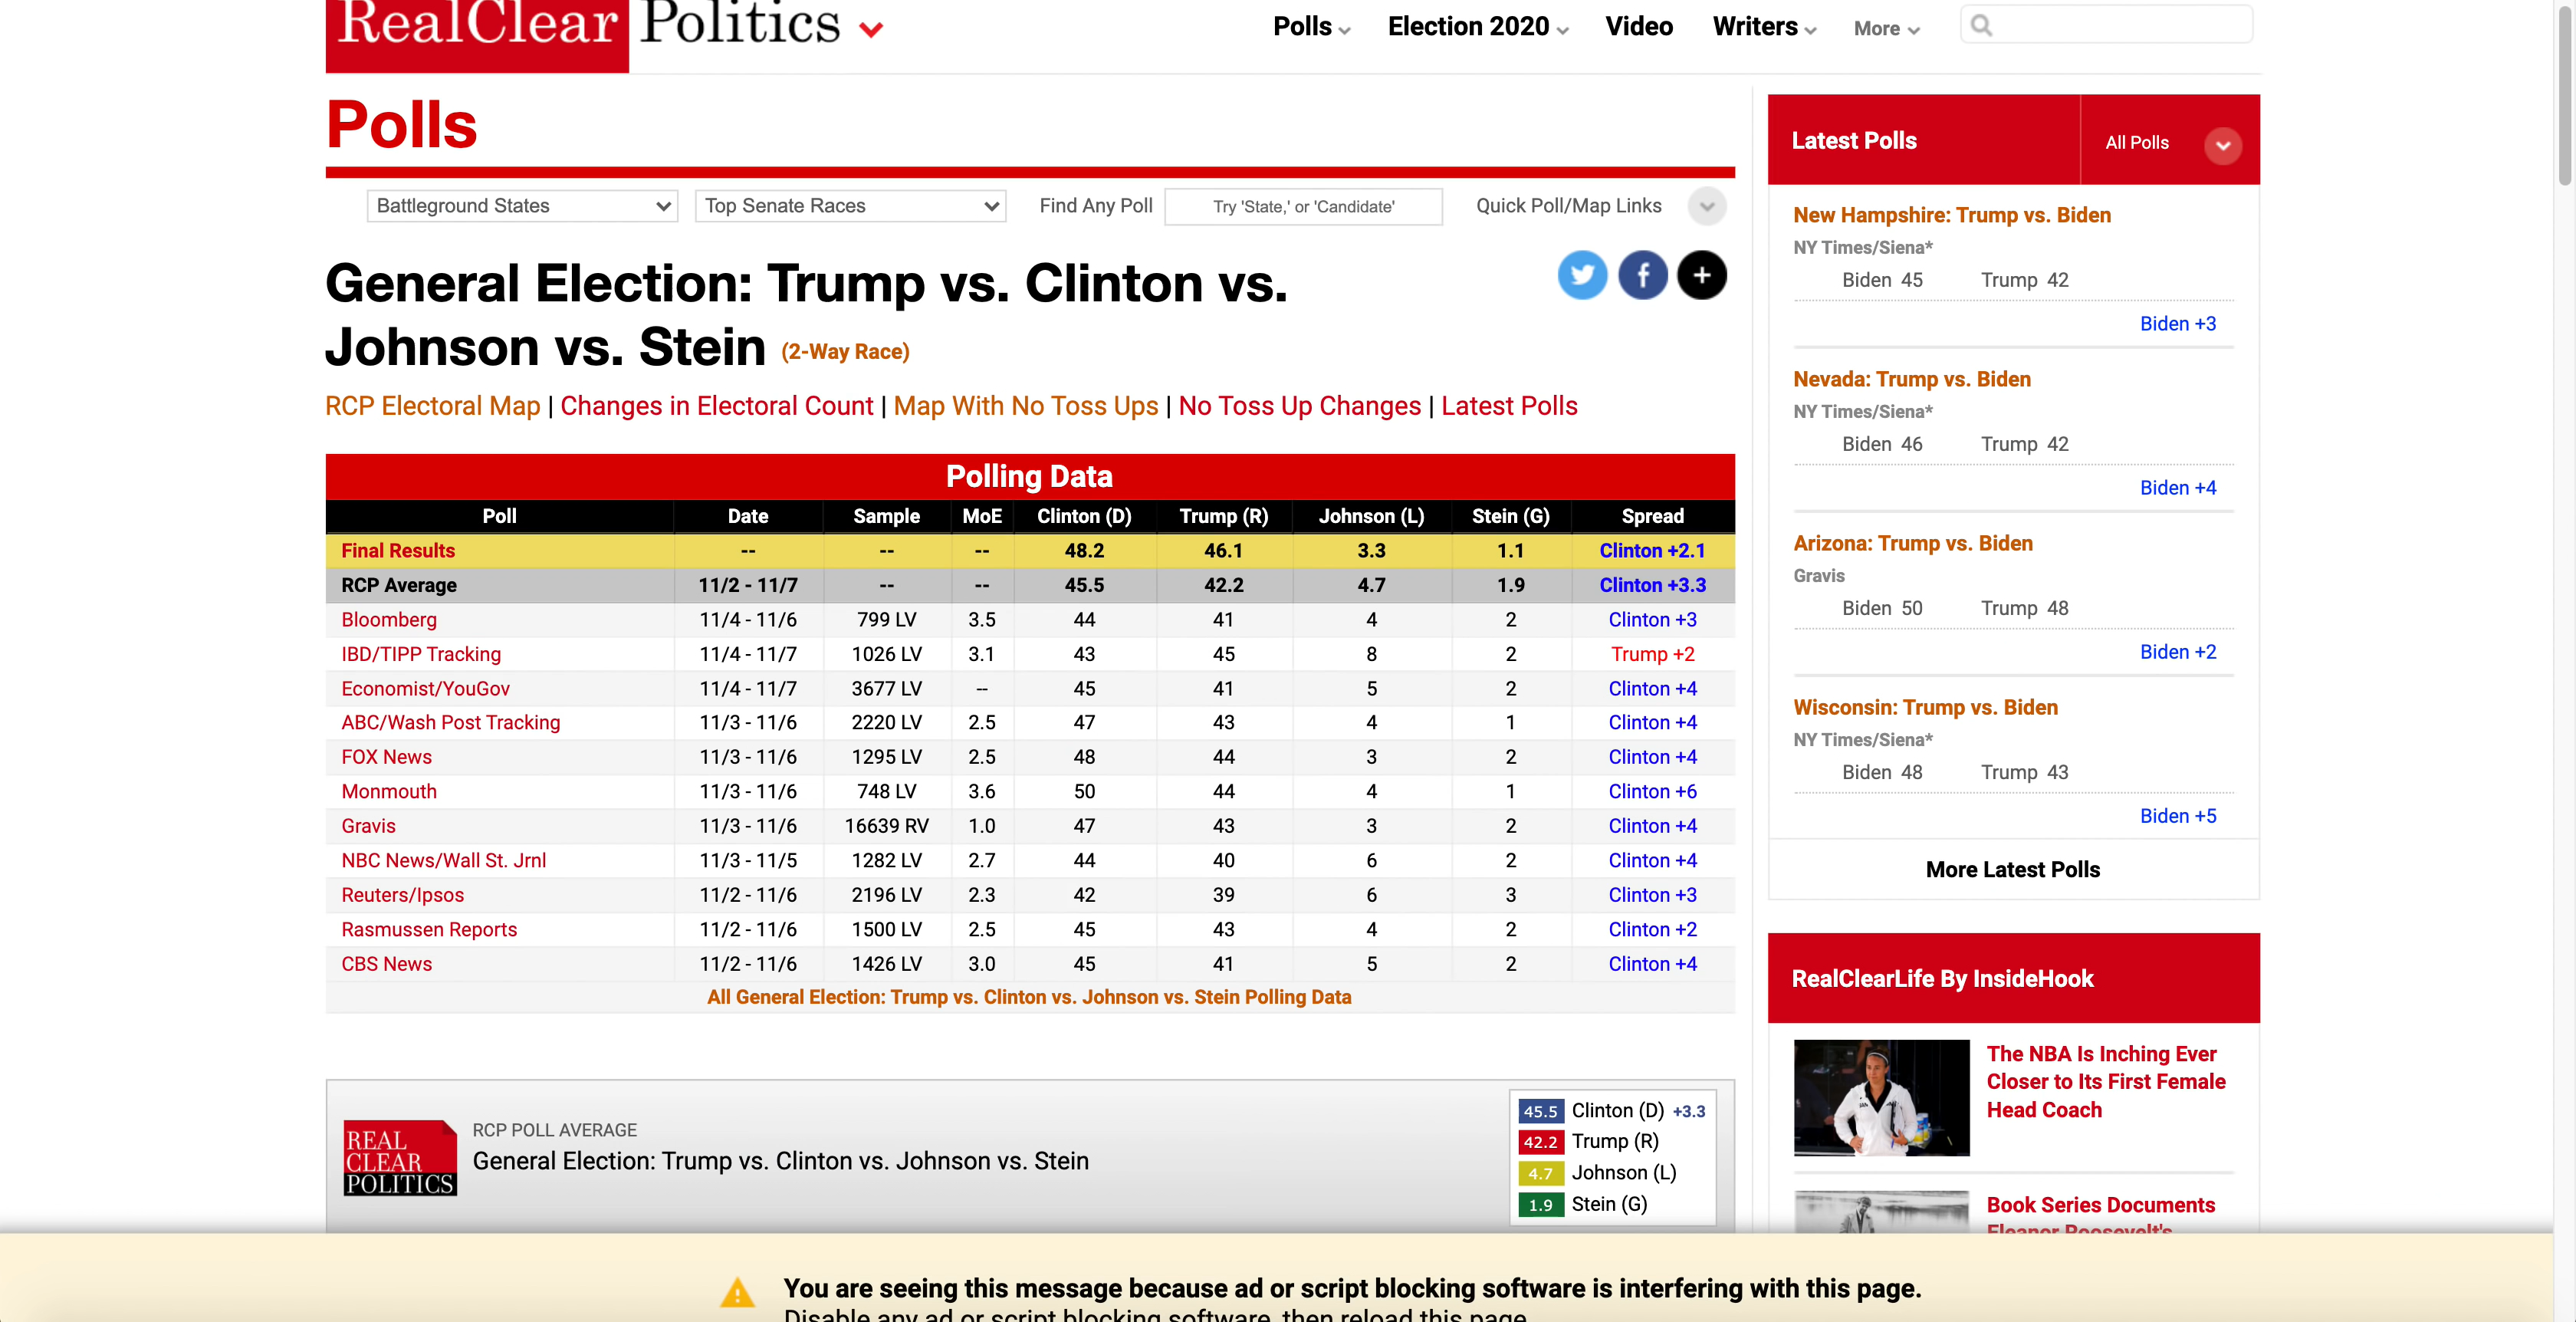 RealClear Politics
Polls Election 2020 Video Writers More
Polls
Battleground States Top Senate Races Find Any Poll Try 'State,' or 'Candidate' Quick Poll/Map Links
General Election: Trump vs. Clinton vs.
Johnson vs. Stein (2-Way Race)
RCP Electoral Map | Changes in Electoral Count | Map With No Toss Ups | No Toss Up Changes | Latest Polls
Polling Data
Poll Date Sample MoE Clinton (D) Trump (R) Johnson (L) Stein (G) Spread
Final Results -- -- -- 48.2 46.1 3.3 1.1 Clinton +2.1
RCP Average 11/2 - 11/7 -- -- 45.5 42.2 4.7 1.9 Clinton +3.3
Bloomberg 11/4 - 11/6 799 LV 3.5 44 41 4 2 Clinton +3
IBD/TIPP Tracking 11/4 - 11/7 1026 LV 3.1 43 45 8 2 Trump +2
Economist/YouGov 11/4 - 11/7 3677 LV -- 45 41 5 2 Clinton +4
ABC/Wash Post Tracking 11/3 - 11/6 2220 LV 2.5 47 43 4 1 Clinton +4
FOX News 11/3 - 11/6 1295 LV 2.5 48 44 3 2 Clinton +4
Monmouth 11/3 - 11/6 748 LV 3.6 50 44 4 1 Clinton +6
Gravis 11/3 - 11/6 16639 RV 1.0 47 43 3 2 Clinton +4
NBC News/Wall St. Jrnl 11/3 - 11/5 1282 LV 2.7 44 40 6 2 Clinton +4
Reuters/Ipsos 11/2 - 11/6 2196 LV 2.3 42 39 6 3 Clinton +3
Rasmussen Reports 11/2 - 11/6 1500 LV 2.5 45 43 4 2 Clinton +2
CBS News 11/2 - 11/6 1426 LV 3.0 45 41 5 2 Clinton +4
All General Election: Trump vs. Clinton vs. Johnson vs. Stein Polling Data
REAL
CLEAR
POLITICS
RCP POLL AVERAGE
General Election: Trump vs. Clinton vs. Johnson vs. Stein
45.5 Clinton (D) +3.3
42.2 Trump (R)
4.7 Johnson (L)
1.9 Stein (G)
Latest Polls All Polls
New Hampshire: Trump vs. Biden
NY Times/Siena*
Biden 45 Trump 42
Biden +3
Nevada: Trump vs. Biden
NY Times/Siena*
Biden 46 Trump 42
Biden +4
Arizona: Trump vs. Biden
Gravis
Biden 50 Trump 48
Biden +2
Wisconsin: Trump vs. Biden
NY Times/Siena*
Biden 48 Trump 43
Biden +5
More Latest Polls
RealClearLife By InsideHook
The NBA Is Inching Ever
Closer to Its First Female
Head Coach
Book Series Documents
Eleanor Roosevelt's
You are seeing this message because ad or script blocking software is interfering with this page.
Disable any ad or script blocking software, then reload this page.